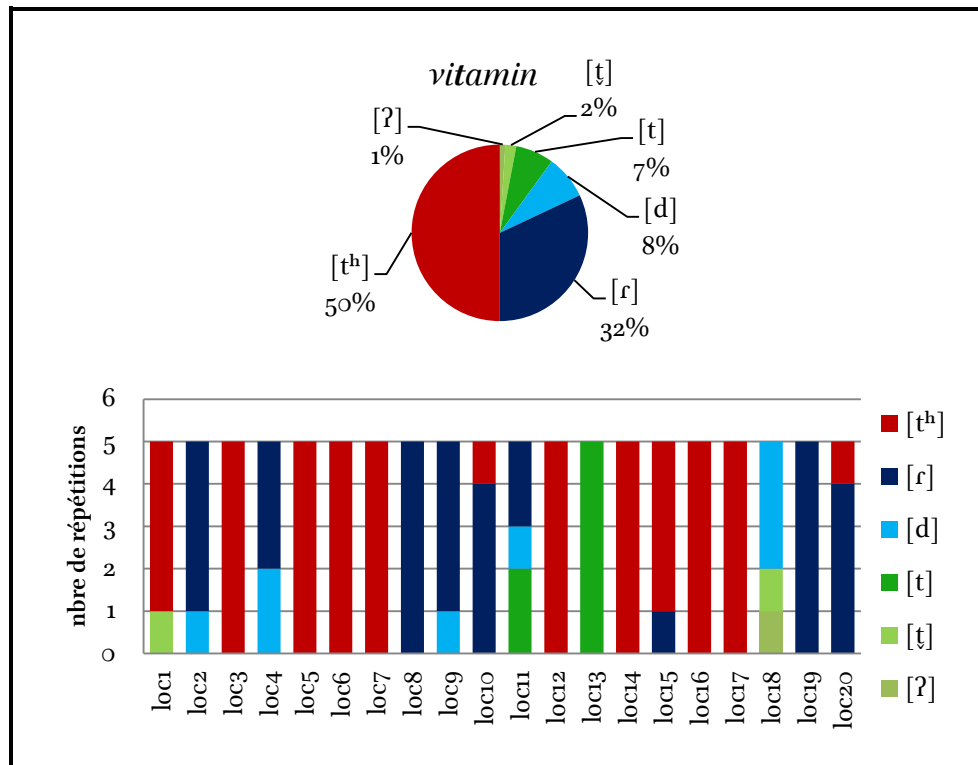 vitamin
[ʔ]
1%
[t̬]
2%
[t]
7%
[d]
8%
[ɾ]
32%
[tʰ]
50%
nbre de répétitions
6
5
4
3
2
1
0
loc1
loc2
loc3
loc4
loc5
loc6
loc7
loc8
loc9
loc10
loc11
loc12
loc13
loc14
loc15
loc16
loc17
loc18
loc19
loc20
[tʰ]
[ɾ]
[d]
[t]
[t̬]
[ʔ]